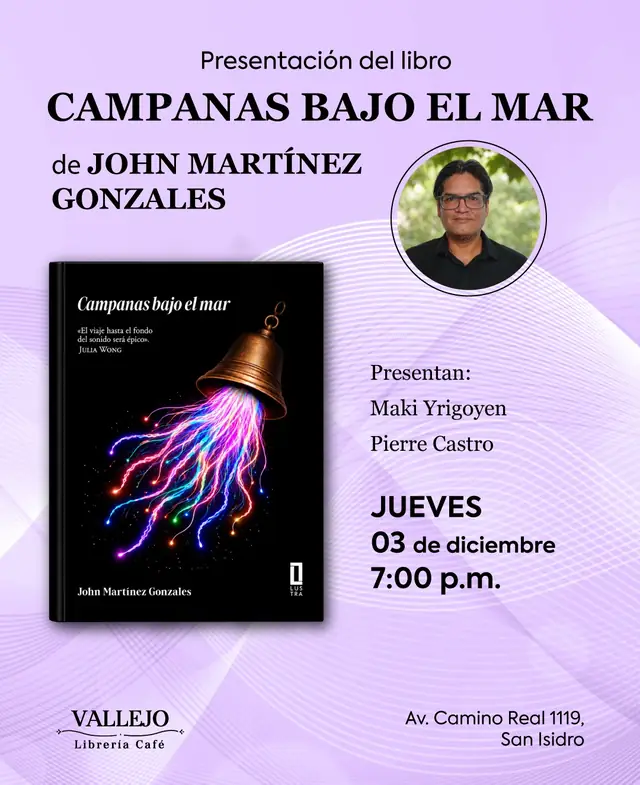 Presentación del libro
CAMPANAS BAJO EL MAR
de JOHN MARTÍNEZ
GONZALES
Campanas bajo el mar
«El viaje hasta el fondo
del sonido será épico».
JULIA WONG
John Martínez Gonzales
LUS
TRA
Presentan:
Maki Yrigoyen
Pierre Castro
JUEVES
03 de diciembre
7:00 p.m.
VALLEJO
Librería Café
Av. Camino Real 1119,
San Isidro